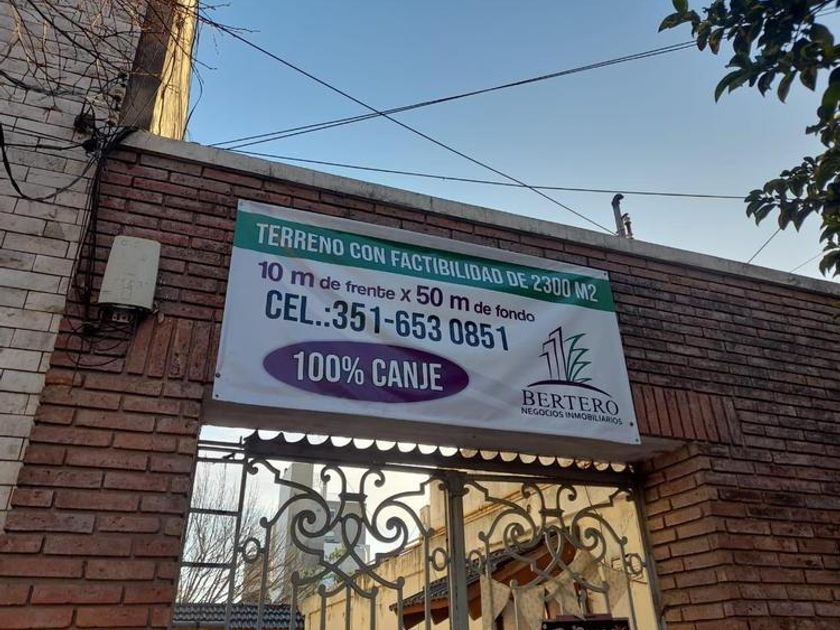 TERRENO CON FACTIBILIDAD DE 2300 M2
10 m de frente x 50 m de fondo
CEL.:351-653 0851
100% CANJE
BERTERO
NEGOCIOS INMOBILIARIOS